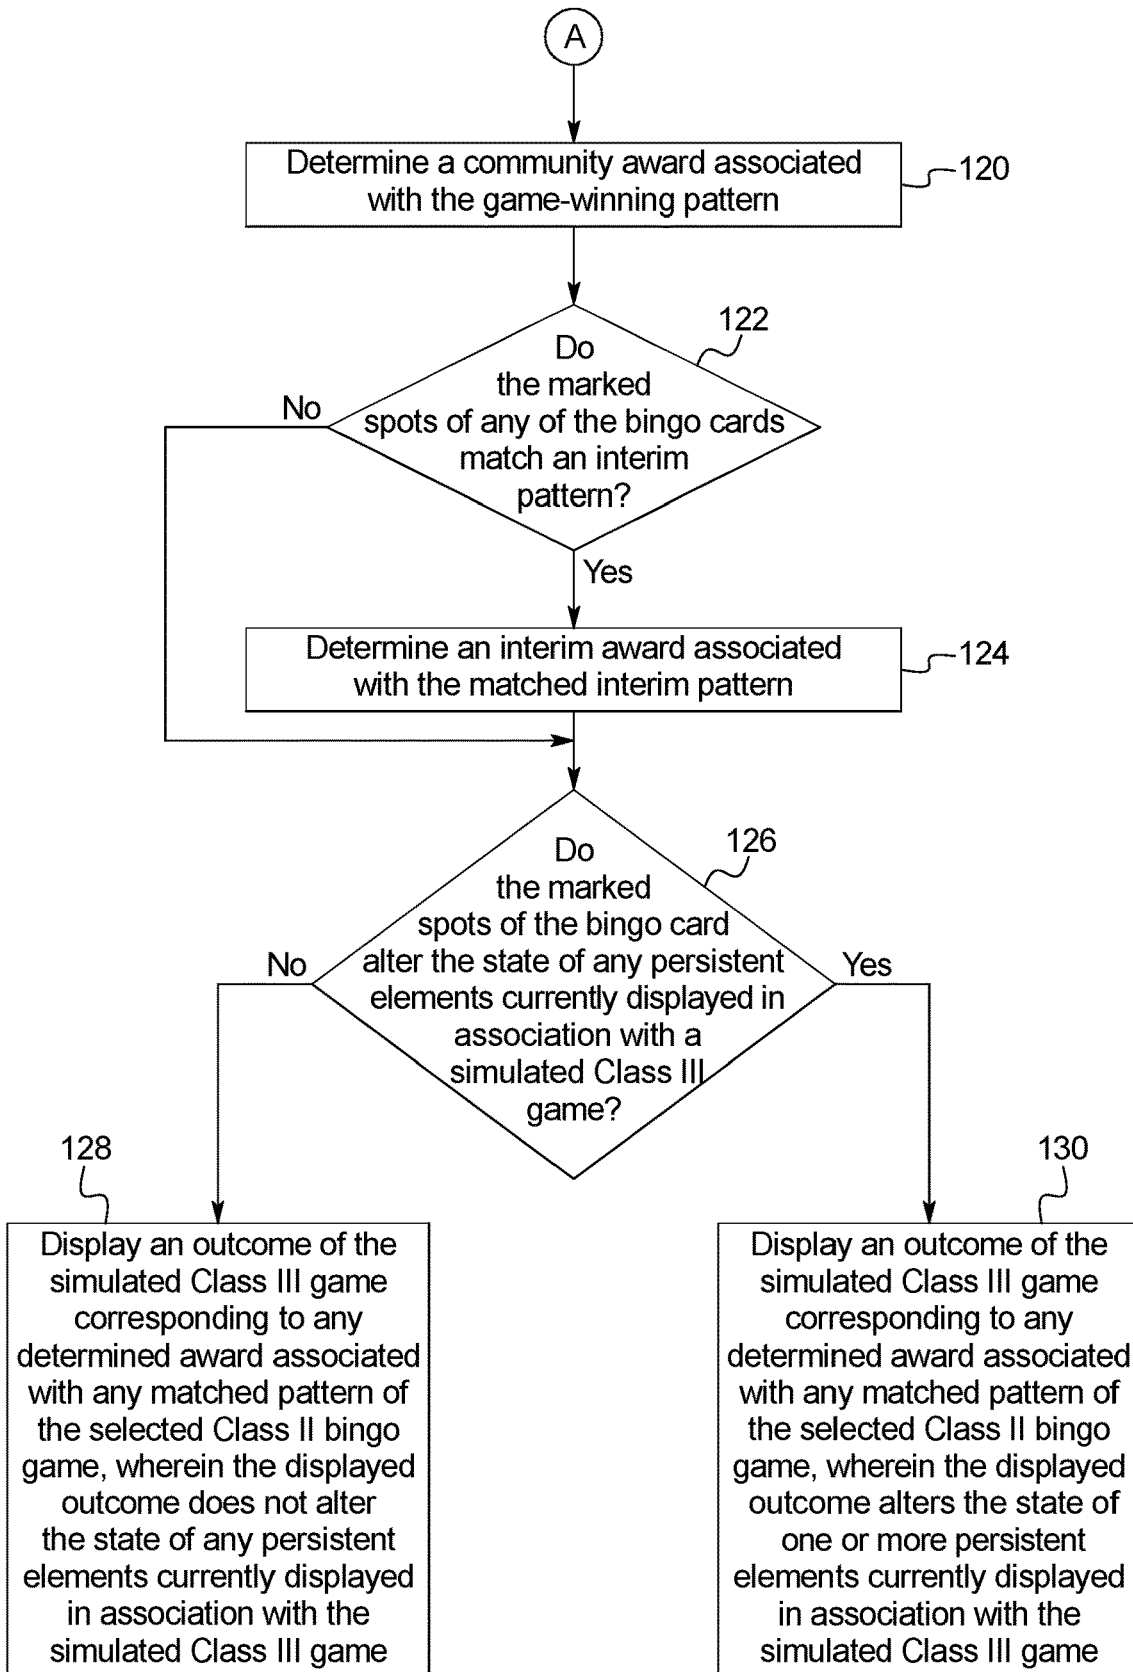 A
Determine a community award associated
with the game-winning pattern
120
122
Do
the marked
spots of any of the bingo cards
match an interim
pattern?
No
Yes
Determine an interim award associated
with the matched interim pattern
124
126
Do
the marked
spots of the bingo card
alter the state of any persistent
elements currently displayed in
association with a
simulated Class III
game?
No
Yes
128
Display an outcome of the
simulated Class III game
corresponding to any
determined award associated
with any matched pattern of
the selected Class II bingo
game, wherein the displayed
outcome does not alter
the state of any persistent
elements currently displayed
in association with the
simulated Class III game
130
Display an outcome of the
simulated Class III game
corresponding to any
determined award associated
with any matched pattern of
the selected Class II bingo
game, wherein the displayed
outcome alters the state of
one or more persistent
elements currently displayed
in association with the
simulated Class III game